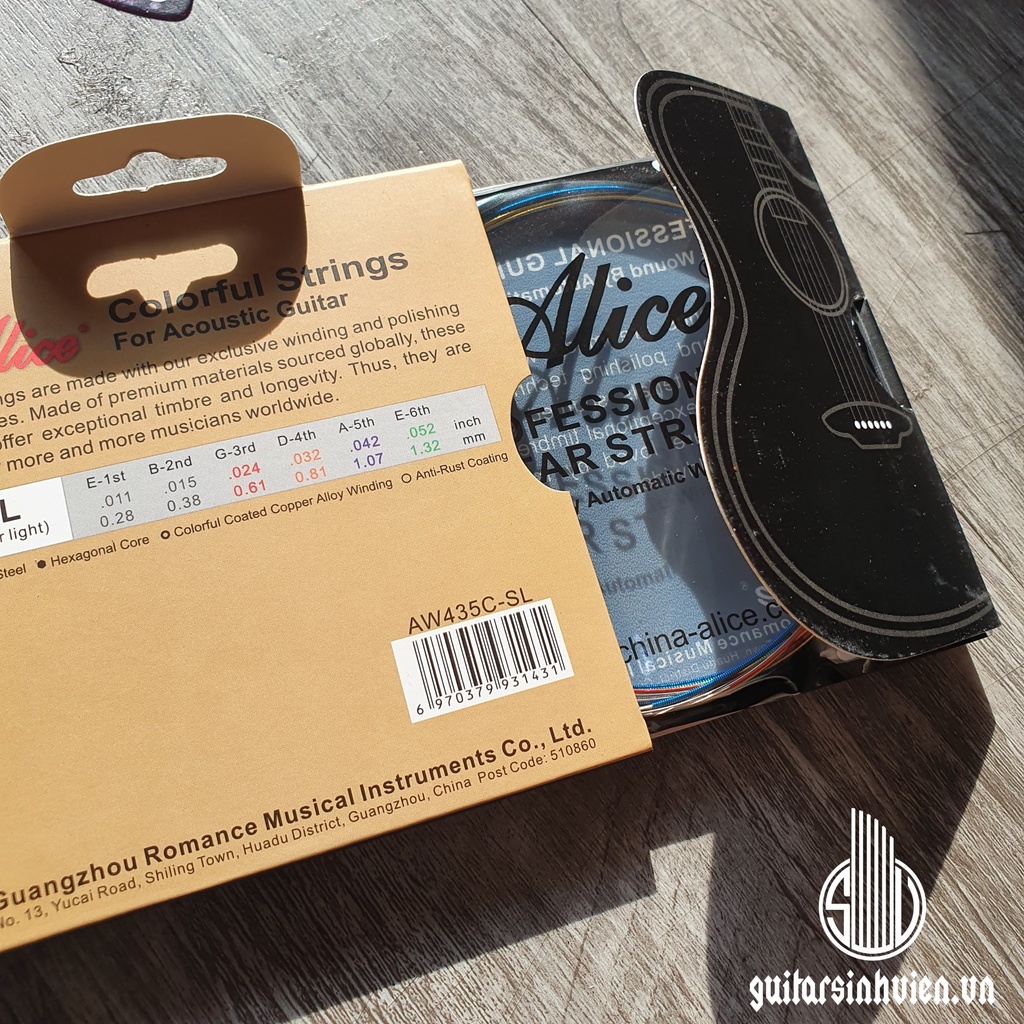 Colorful Strings
For Acoustic Guitar
lice
ngs are made with our exclusive winding and polishing
es. Made of premium materials sourced globally, these
offer exceptional timbre and longevity. Thus, they are
more and more musicians worldwide.
E-1st B-2nd G-3rd D-4th A-5th E-6th
.011 .015 .024 .032 .042 .052 inch
0.28 0.38 0.61 0.81 1.07 1.32 mm
L
r light)
Steel Hexagonal Core Colorful Coated Copper Alloy Winding Anti-Rust Coating
AW435C-SL
6 970379 931431
Guangzhou Romance Musical Instruments Co., Ltd.
No. 13, Yucai Road, Shiling Town, Huadu District, Guangzhou, China Post Code: 510860
Alice
OFESSION
AR STR
y Automatic W
china-alice.c
guitarsinhvien.vn